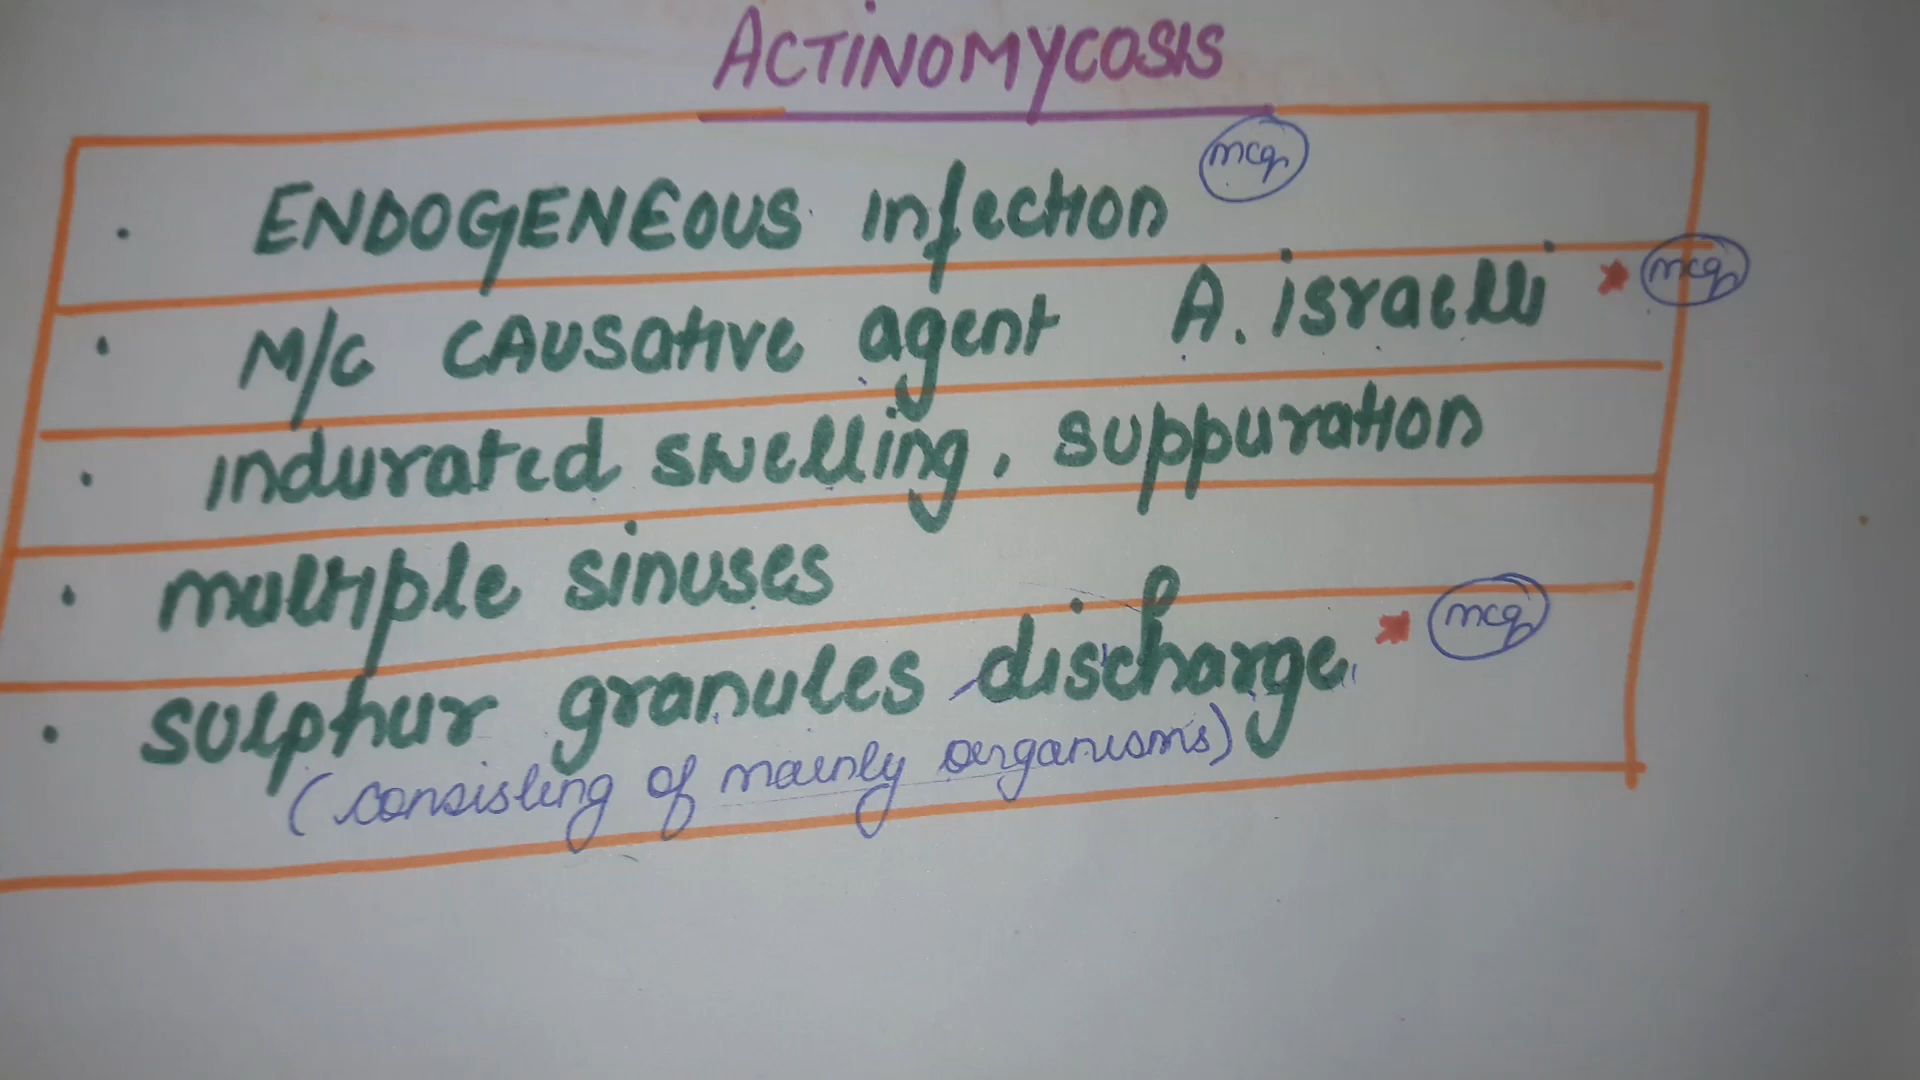 ACTINOMYCOSIS
• ENDOGENEOUS infection mcq
• M/C causative agent A. israelli * mcq
• indurated swelling, suppuration
• multiple sinuses
• sulphur granules discharge. * mcq
(consisting of mainly organisms)